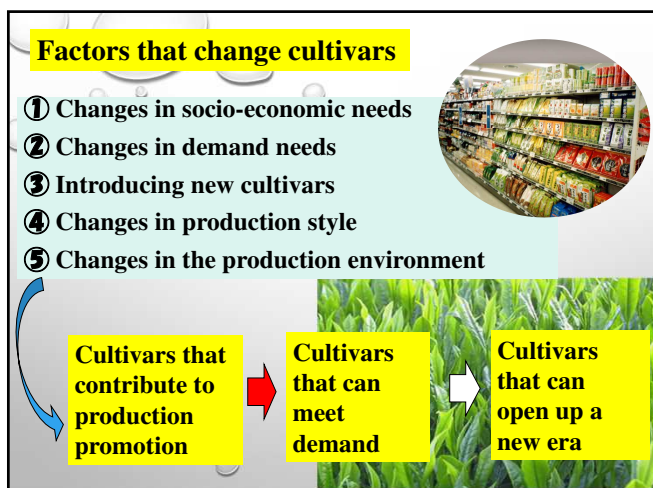 Factors that change cultivars
① Changes in socio-economic needs
② Changes in demand needs
③ Introducing new cultivars
④ Changes in production style
⑤ Changes in the production environment
Cultivars that
contribute to
production
promotion
Cultivars
that can
meet
demand
Cultivars
that can
open up a
new era